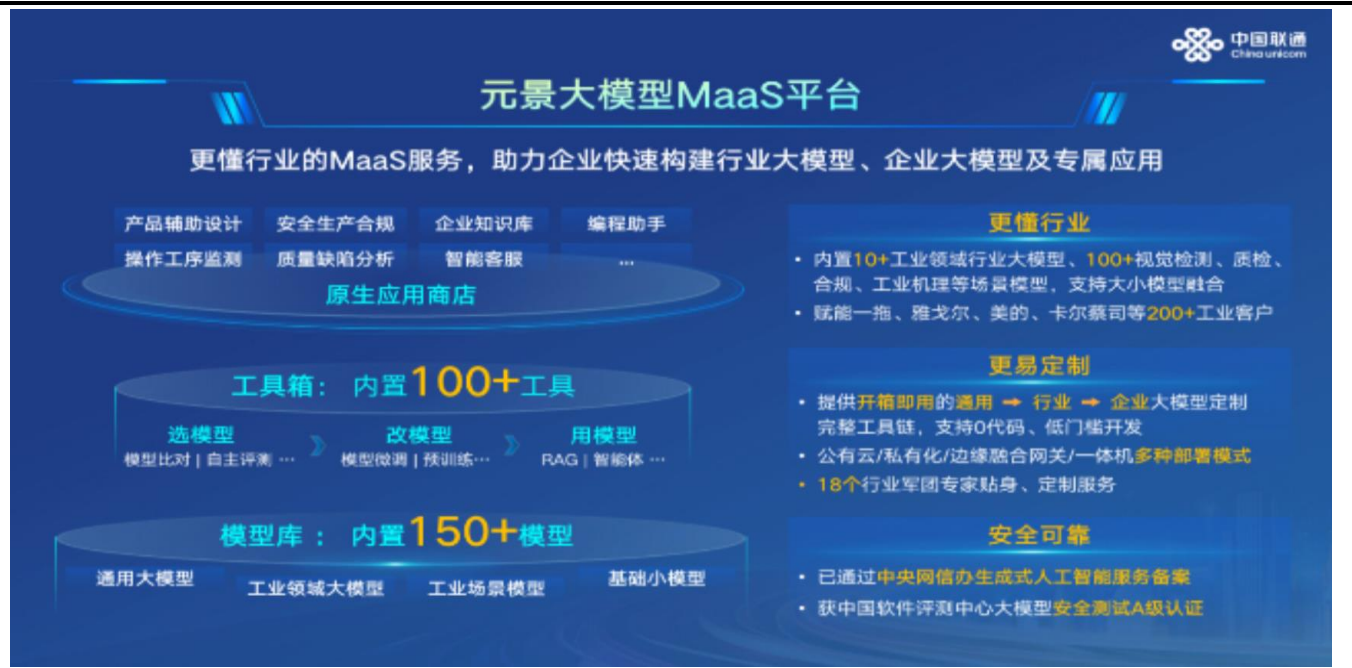 中国联通
China unicom
元景大模型MaaS平台
更懂行业的MaaS服务，助力企业快速构建行业大模型、企业大模型及专属应用
产品辅助设计 安全生产合规 企业知识库 编程助手
操作工序监测 质量缺陷分析 智能客服 ...
原生应用商店
工具箱： 内置100+工具
选模型 改模型 用模型
模型比对 | 自主评测 ··· 模型微调 | 预训练··· RAG | 智能体 ···
模型库： 内置150+模型
通用大模型 工业领域大模型 工业场景模型 基础小模型
更懂行业
• 内置10+工业领域行业大模型、100+视觉检测、质检、
合规、工业机理等场景模型，支持大小模型融合
• 赋能一拖、雅戈尔、美的、卡尔蔡司等200+工业客户
更易定制
• 提供开箱即用的通用 ➡ 行业 ➡ 企业大模型定制
完整工具链，支持0代码、低门槛开发
• 公有云/私有化/边缘融合网关/一体机多种部署模式
• 18个行业军团专家贴身、定制服务
安全可靠
• 已通过中央网信办生成式人工智能服务备案
• 获中国软件评测中心大模型安全测试A级认证